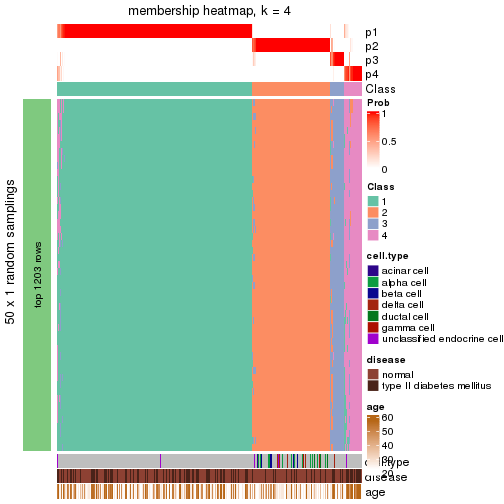 membership heatmap, k = 4
p1
p2
p3
p4
Class
50 x 1 random samplings
top 1203 rows
Prob
1
0.5
0
Class
1
2
3
4
cell.type
acinar cell
alpha cell
beta cell
delta cell
ductal cell
gamma cell
unclassified endocrine cell
disease
normal
type II diabetes mellitus
age
60
50
40
30
20
cell.type
disease
age